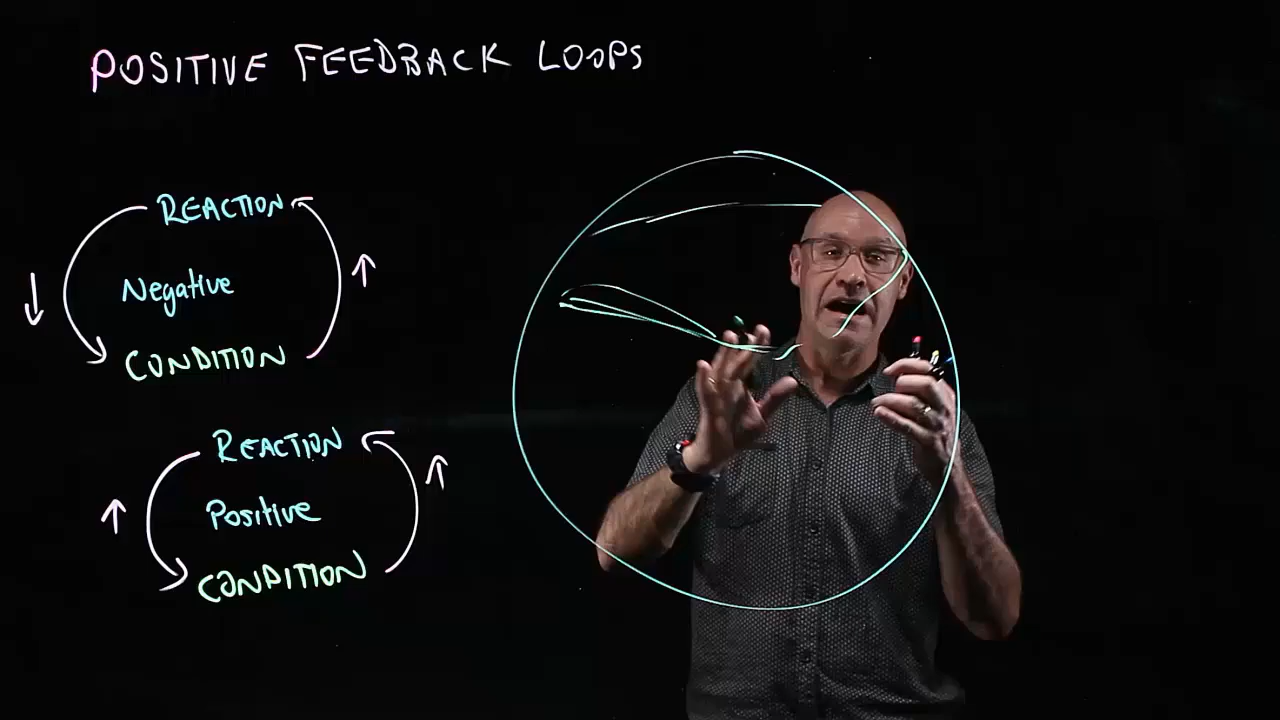 POSITIVE FEEDBACK LOOPS
REACTION
Negative
CONDITION
REACTION
Positive
CONDITION